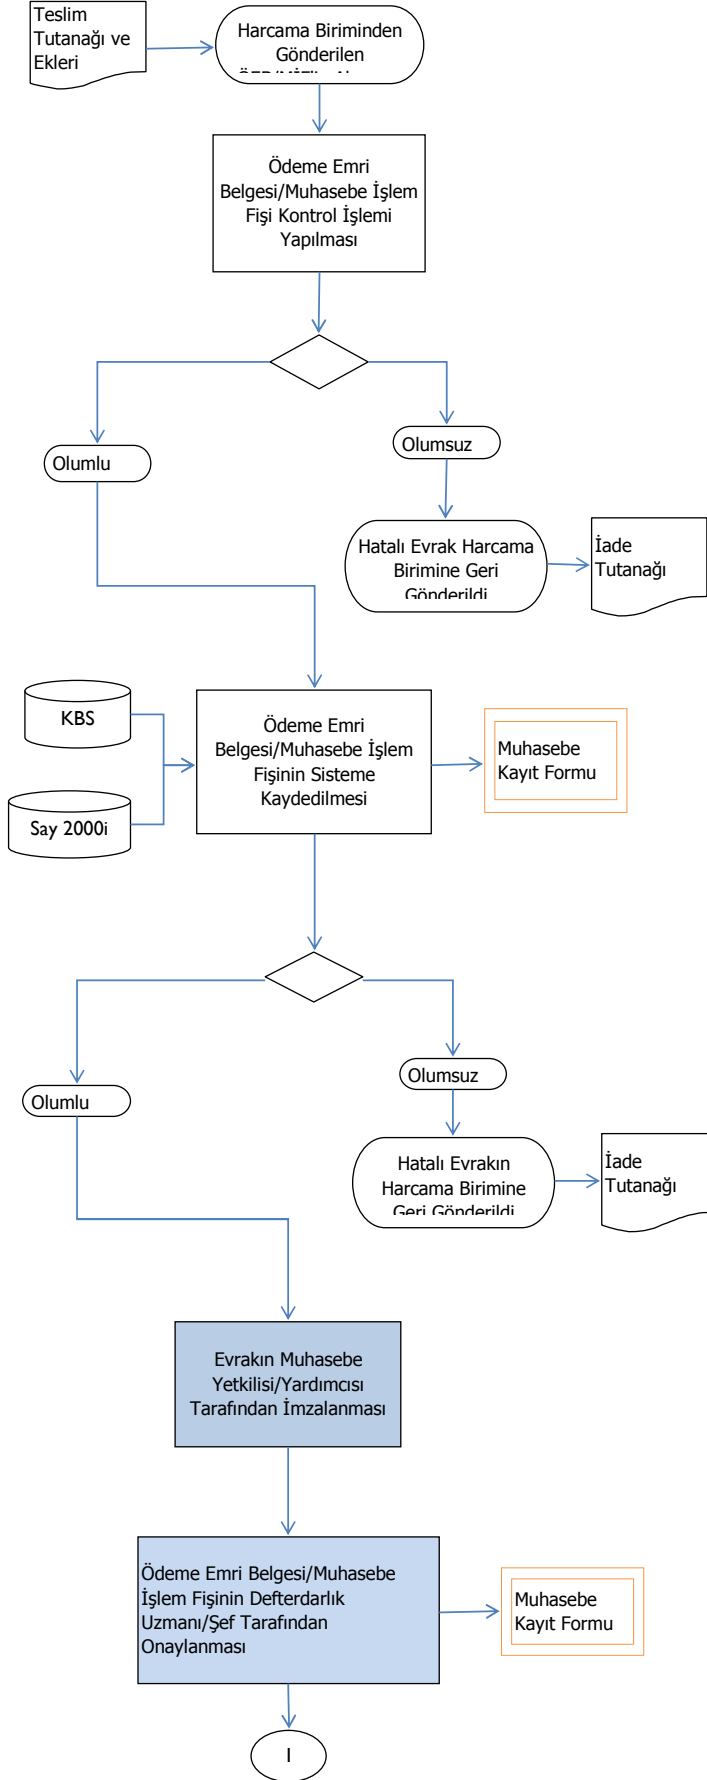 Teslim
Tutanağı ve
Ekleri
Harcama Biriminden
Gönderilen
Ödeme Emri
Belgesi/Muhasebe İşlem
Fişi Kontrol İşlemi
Yapılması
Olumlu
Olumsuz
Hatalı Evrak Harcama
Birimine Geri
Gönderildi
İade
Tutanağı
KBS
Say 2000i
Ödeme Emri
Belgesi/Muhasebe İşlem
Fişinin Sisteme
Kaydedilmesi
Muhasebe
Kayıt Formu
Olumlu
Olumsuz
Hatalı Evrakın
Harcama Birimine
Geri Gönderildi
İade
Tutanağı
Evrakın Muhasebe
Yetkilisi/Yardımcısı
Tarafından İmzalanması
Ödeme Emri Belgesi/Muhasebe
İşlem Fişinin Defterdarlık
Uzmanı/Şef Tarafından
Onaylanması
Muhasebe
Kayıt Formu
I